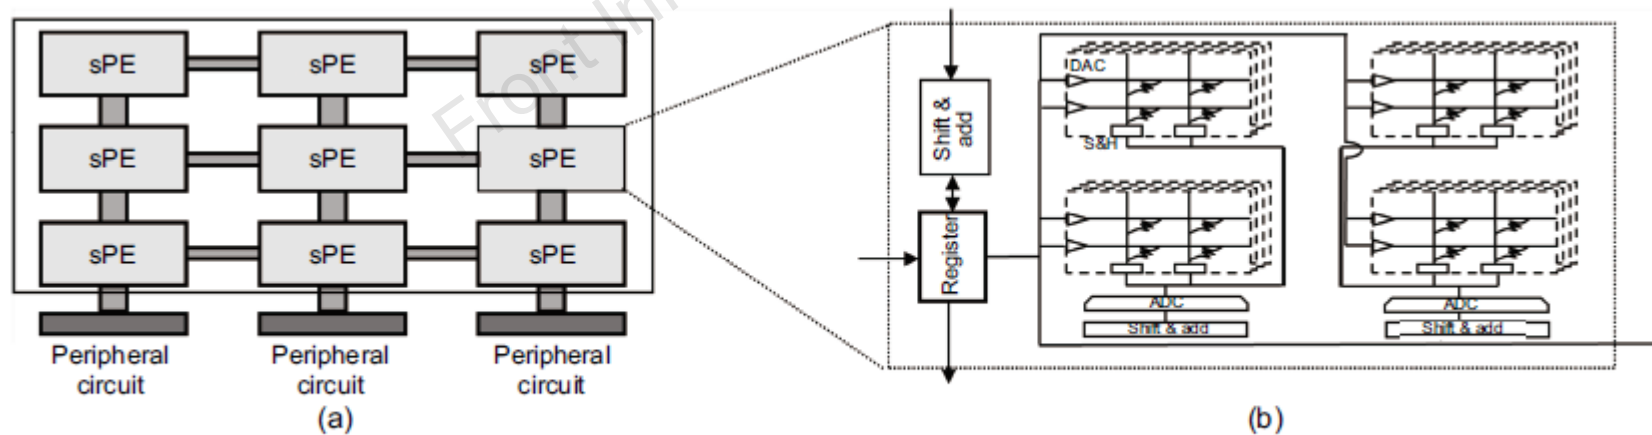 sPE sPE sPE
sPE sPE sPE
sPE sPE sPE
Peripheral Peripheral Peripheral
circuit circuit circuit
(a)
Shift &
add
Register
DAC
S&H
ADC ADC
Shift & add Shift & add
(b)
Front